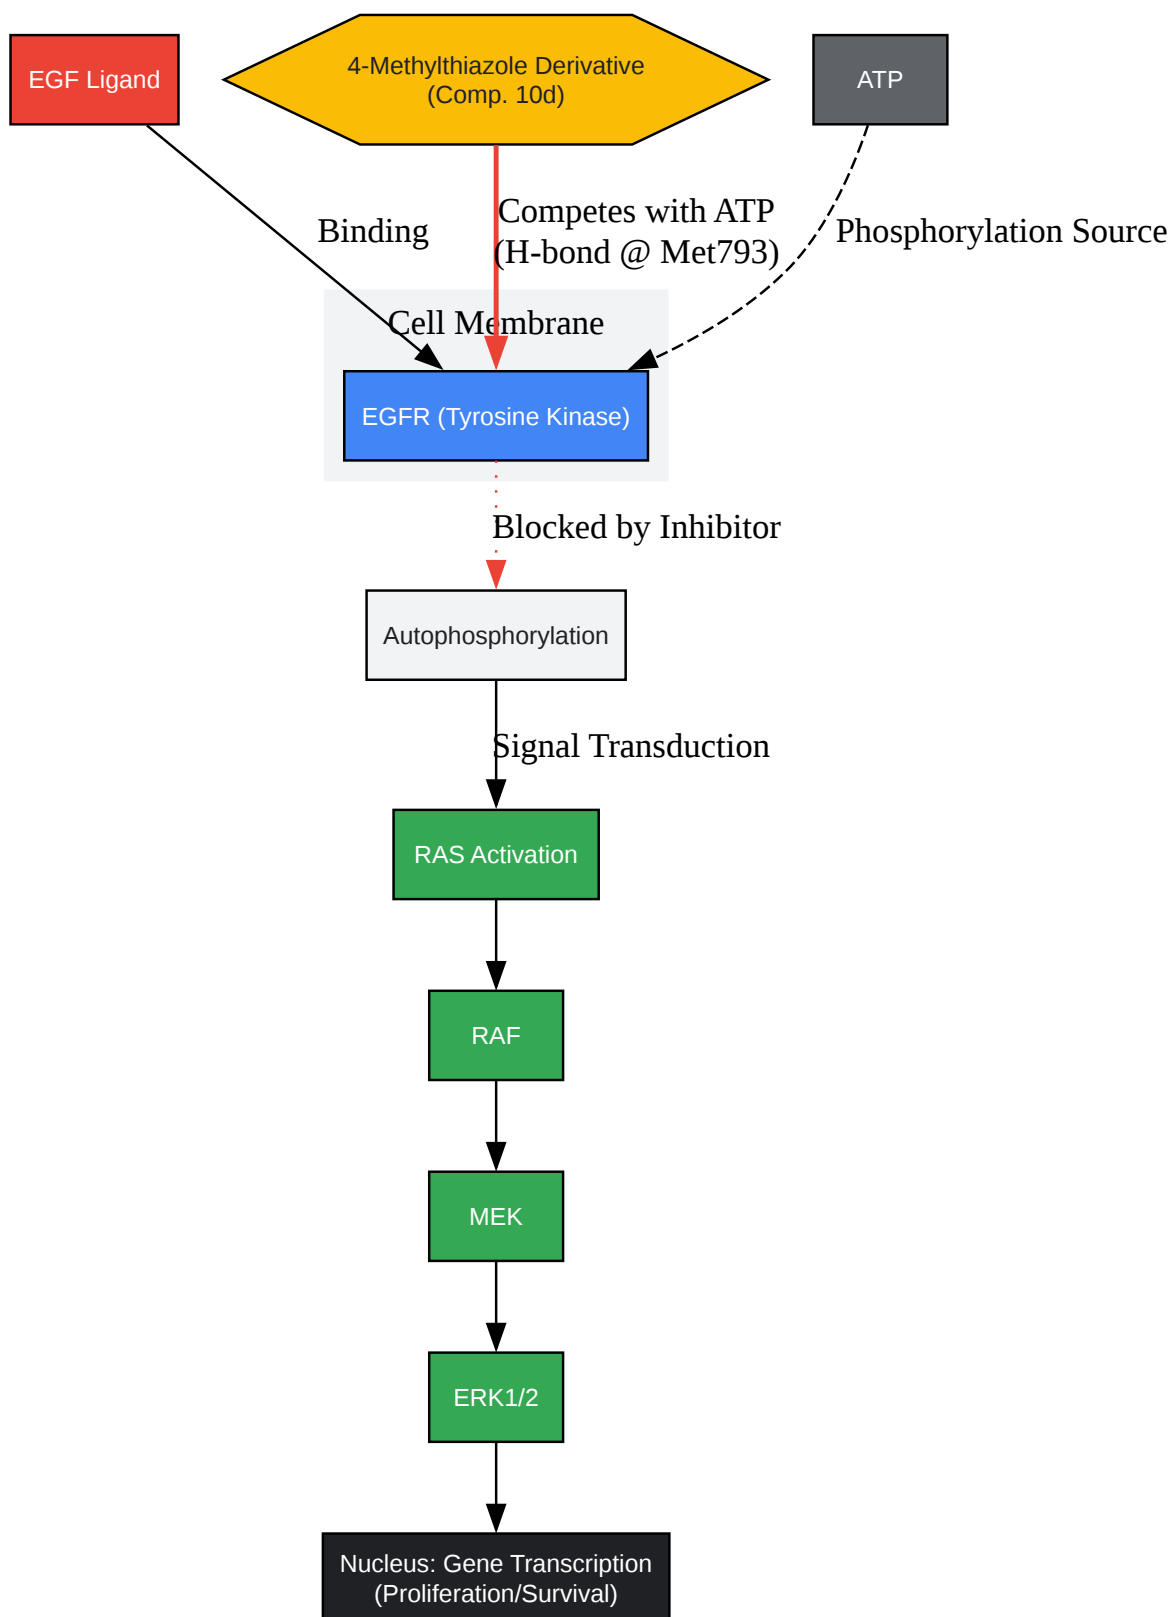 EGF Ligand
4-Methylthiazole Derivative
(Comp. 10d)
ATP
Binding
Competes with ATP
(H-bond @ Met793)
Phosphorylation Source
Cell Membrane
EGFR (Tyrosine Kinase)
Blocked by Inhibitor
Autophosphorylation
Signal Transduction
RAS Activation
RAF
MEK
ERK1/2
Nucleus: Gene Transcription
(Proliferation/Survival)